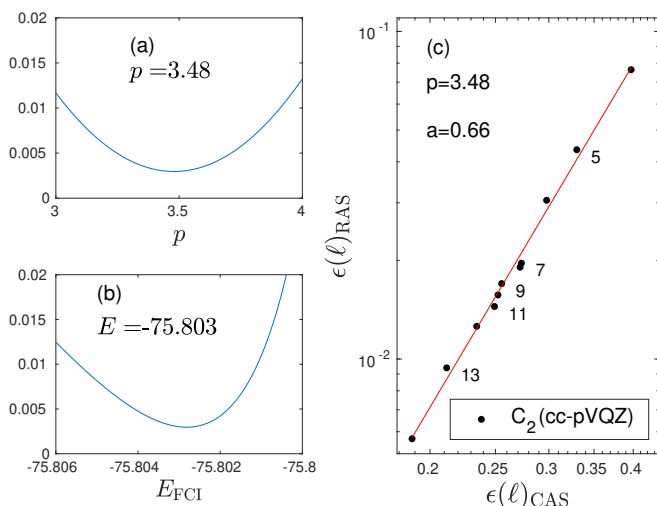 (a)
p =3.48
0.02
0.015
0.01
0.005
0
3
3.5
4
p
(b)
E =-75.803
0.02
0.015
0.01
0.005
0
-75.806
-75.804
-75.802
-75.8
E_FCI
(c)
p=3.48
a=0.66
10^-1
10^-2
ϵ(ℓ)_RAS
5
7
9
11
13
C_2(cc-pVQZ)
0.2
0.25
0.3
0.35
0.4
ϵ(ℓ)_CAS